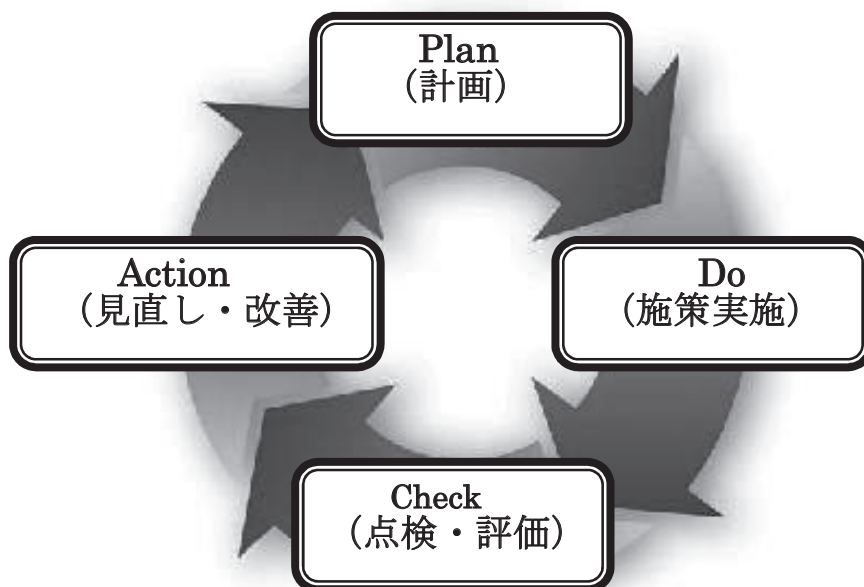 Plan
（計画）
Do
（施策実施）
Check
（点検・評価）
Action
（見直し・改善）